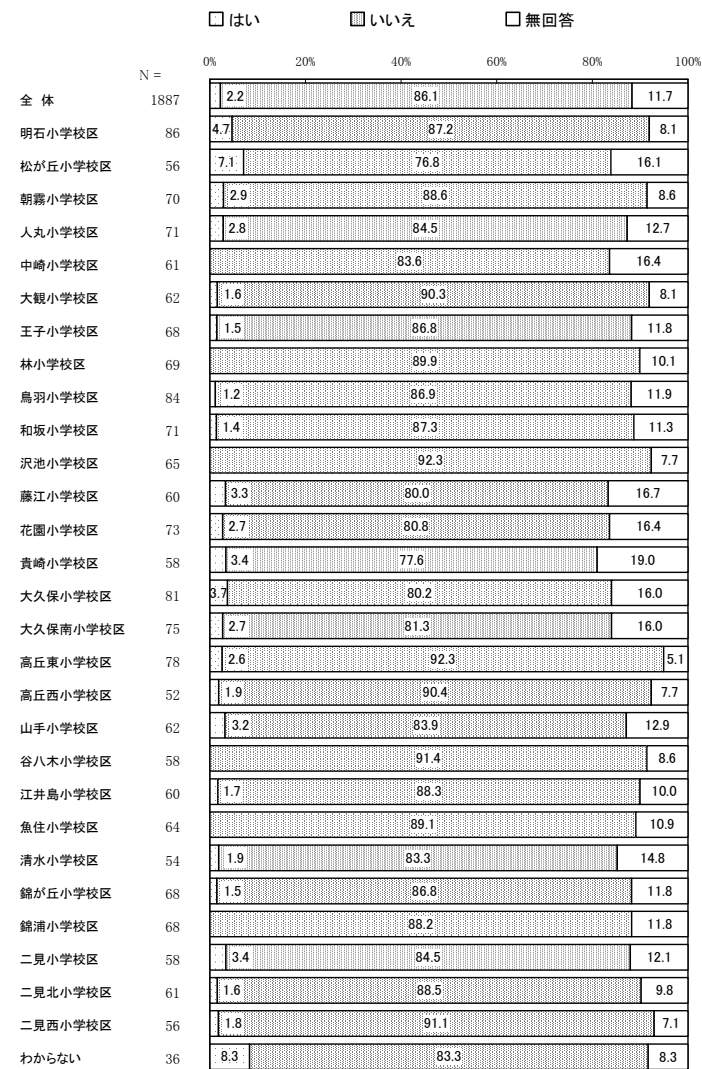 はい いいえ 無回答
0% 20% 40% 60% 80% 100%
N =
全 体 1887 2.2 86.1 11.7
明石小学校区 86 4.7 87.2 8.1
松が丘小学校区 56 7.1 76.8 16.1
朝霧小学校区 70 2.9 88.6 8.6
人丸小学校区 71 2.8 84.5 12.7
中崎小学校区 61 83.6 16.4
大観小学校区 62 1.6 90.3 8.1
王子小学校区 68 1.5 86.8 11.8
林小学校区 69 89.9 10.1
鳥羽小学校区 84 1.2 86.9 11.9
和坂小学校区 71 1.4 87.3 11.3
沢池小学校区 65 92.3 7.7
藤江小学校区 60 3.3 80.0 16.7
花園小学校区 73 2.7 80.8 16.4
貴崎小学校区 58 3.4 77.6 19.0
大久保小学校区 81 3.7 80.2 16.0
大久保南小学校区 75 2.7 81.3 16.0
高丘東小学校区 78 2.6 92.3 5.1
高丘西小学校区 52 1.9 90.4 7.7
山手小学校区 62 3.2 83.9 12.9
谷八木小学校区 58 91.4 8.6
江井島小学校区 60 1.7 88.3 10.0
魚住小学校区 64 89.1 10.9
清水小学校区 54 1.9 83.3 14.8
錦が丘小学校区 68 1.5 86.8 11.8
錦浦小学校区 68 88.2 11.8
二見小学校区 58 3.4 84.5 12.1
二見北小学校区 61 1.6 88.5 9.8
二見西小学校区 56 1.8 91.1 7.1
わからない 36 8.3 83.3 8.3